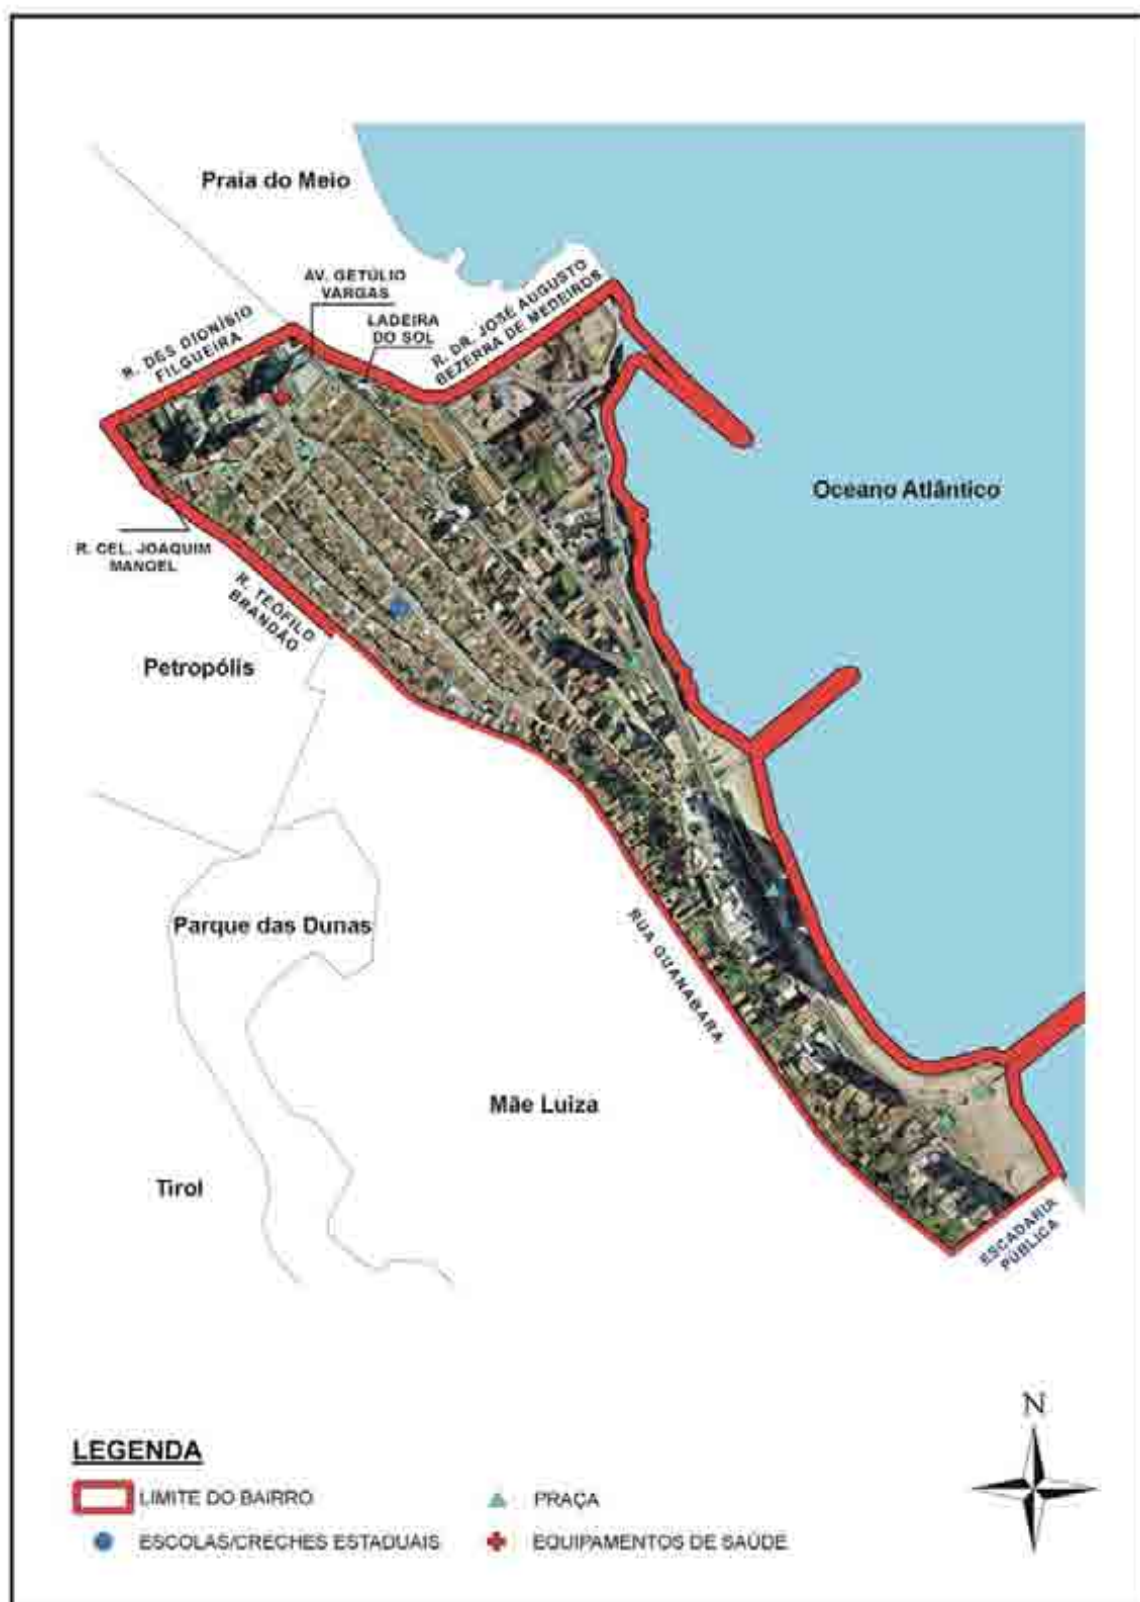 Praia do Meio
AV. GETÚLIO
VARGAS
LADEIRA
DO SOL
R. DES DIONÍSIO
FILGUEIRA
R. DR. JOSÉ AUGUSTO
BEZERRA DE MEDEIROS
Oceano Atlântico
R. CEL. JOAQUIM
MANOEL
R. TEÓFILO
BRANDÃO
Petropólis
Parque das Dunas
RUA GUANABARA
Mãe Luiza
Tirol
ESCADARIA
PÚBLICA
N
LEGENDA
LIMITE DO BAIRRO
PRAÇA
ESCOLAS/CRECHES ESTADUAIS
EQUIPAMENTOS DE SAÚDE